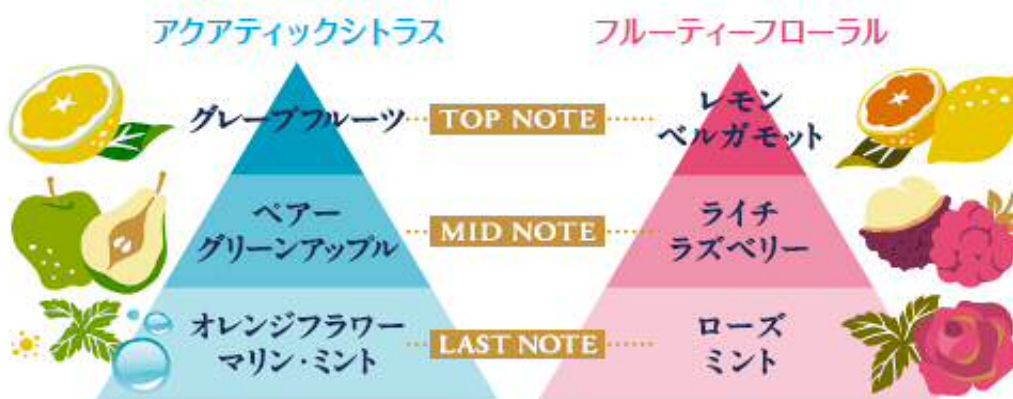 アクアティックシトラス
フルーティーフローラル
グレープフルーツ
TOP NOTE
レモン
ベルガモット
ペアー
グリーンアップル
MID NOTE
ライチ
ラズベリー
オレンジフラワー
マリン・ミント
LAST NOTE
ローズ
ミント